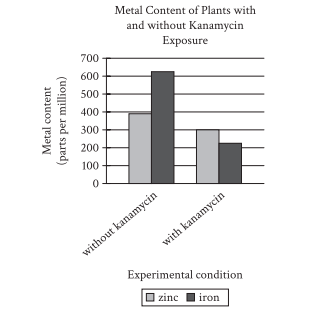 Metal Content of Plants with
and without Kanamycin
Exposure
Metal content
(parts per million)
700
600
500
400
300
200
100
0
without kanamycin
with kanamycin
Experimental condition
zinc iron